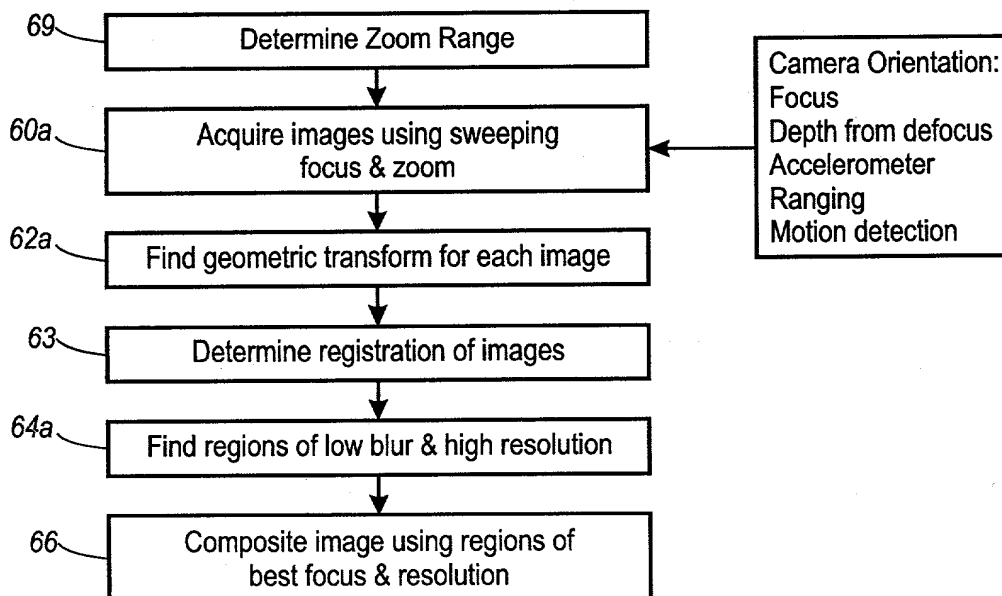 69
Determine Zoom Range
60a
Acquire images using sweeping
focus & zoom
Camera Orientation:
Focus
Depth from defocus
Accelerometer
Ranging
Motion detection
62a
Find geometric transform for each image
63
Determine registration of images
64a
Find regions of low blur & high resolution
66
Composite image using regions of
best focus & resolution